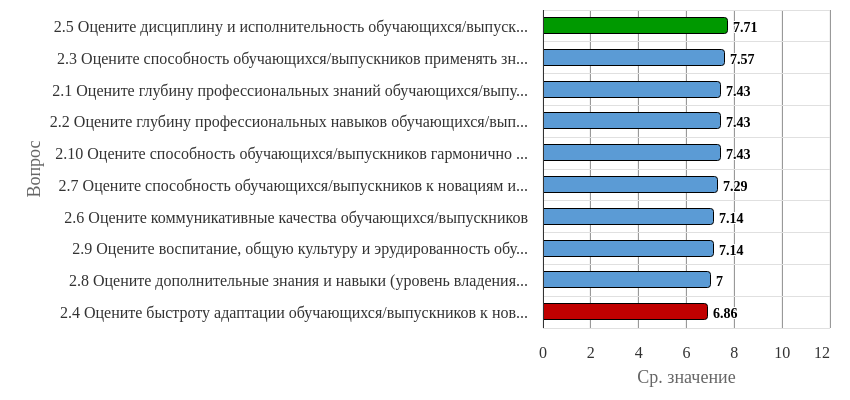 2.5 Оцените дисциплину и исполнительность обучающихся/выпуск... 7.71
2.3 Оцените способность обучающихся/выпускников применять зн... 7.57
2.1 Оцените глубину профессиональных знаний обучающихся/выпу... 7.43
2.2 Оцените глубину профессиональных навыков обучающихся/вып... 7.43
2.10 Оцените способность обучающихся/выпускников гармонично ... 7.43
2.7 Оцените способность обучающихся/выпускников к новациям и... 7.29
2.6 Оцените коммуникативные качества обучающихся/выпускников 7.14
2.9 Оцените воспитание, общую культуру и эрудированность обу... 7.14
2.8 Оцените дополнительные знания и навыки (уровень владения... 7
2.4 Оцените быстроту адаптации обучающихся/выпускников к нов... 6.86
Вопрос
0 2 4 6 8 10 12
Ср. значение